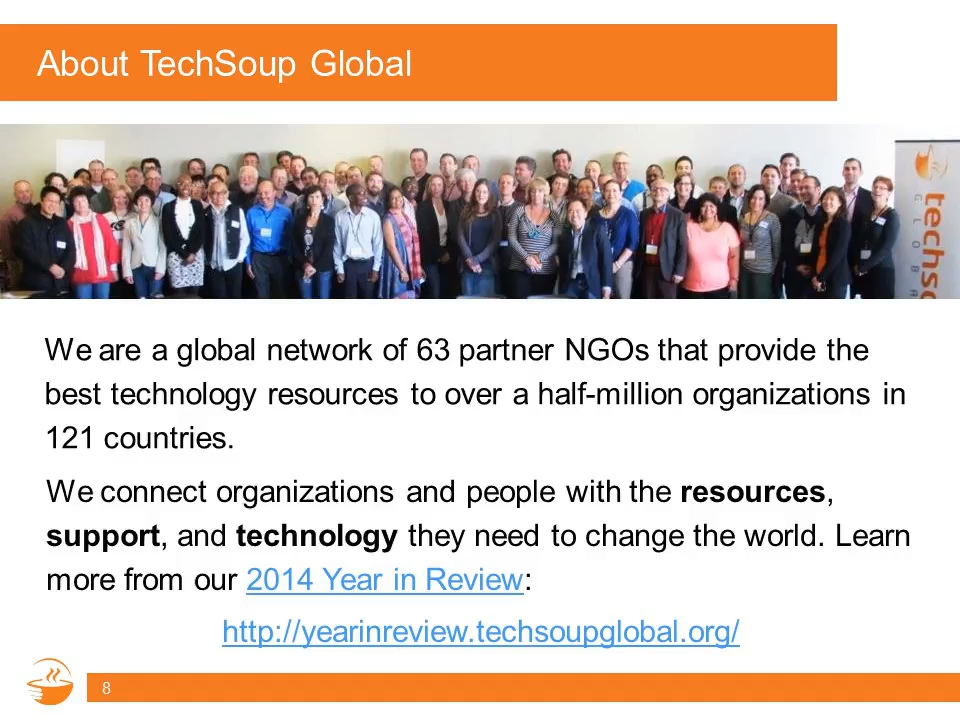 About TechSoup Global
techso
GLOBA
We are a global network of 63 partner NGOs that provide the
best technology resources to over a half-million organizations in
121 countries.
We connect organizations and people with the resources,
support, and technology they need to change the world. Learn
more from our 2014 Year in Review:
http://yearinreview.techsoupglobal.org/
8